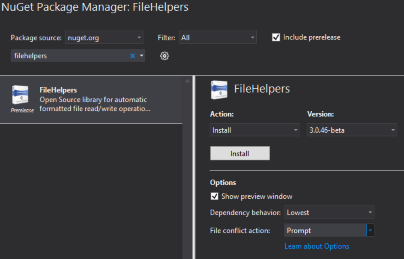 NuGet Package Manager: FileHelpers
Package source: nuget.org
Filter: All
Include prerelease
filehelpers
FileHelpers
Open Source library for automatic
formatted file read/write operatio...
Prerelease
FileHelpers
Action:
Version:
Install
3.0.46-beta
Install
Options
Show preview window
Dependency behavior: Lowest
File conflict action: Prompt
Learn about Options